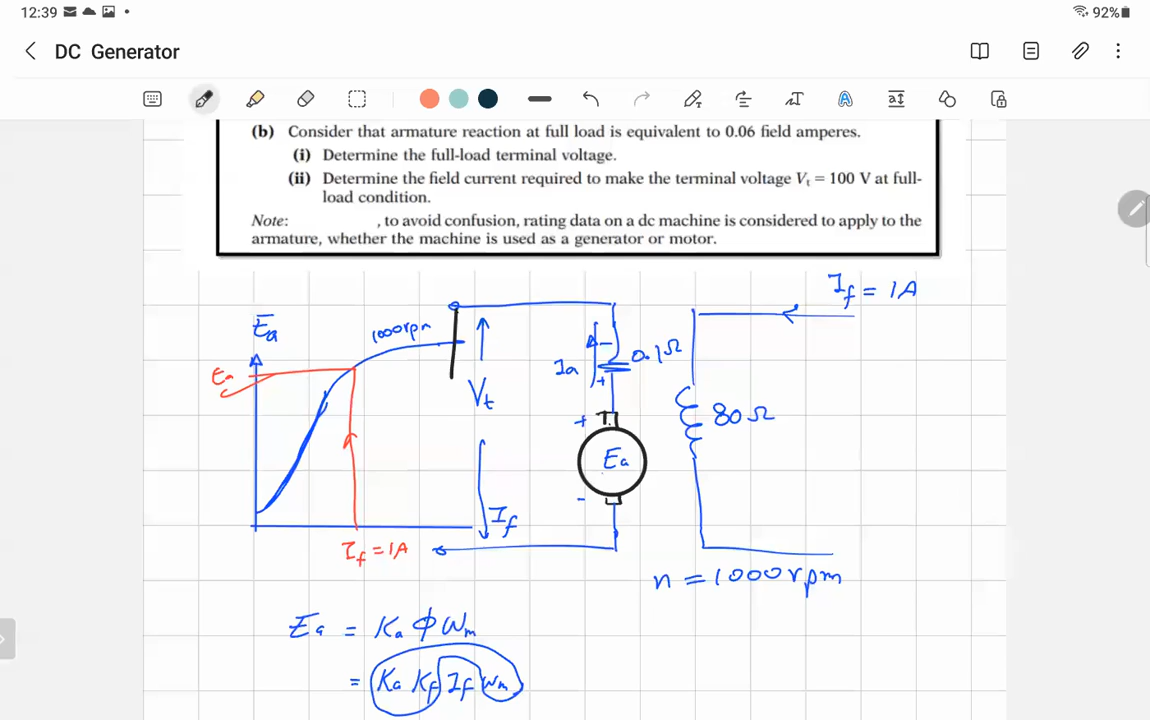 12:39 92%
DC Generator
(b) Consider that armature reaction at full load is equivalent to 0.06 field amperes.
(i) Determine the full-load terminal voltage.
(ii) Determine the field current required to make the terminal voltage Vt = 100 V at full-
load condition.
Note: , to avoid confusion, rating data on a dc machine is considered to apply to the
armature, whether the machine is used as a generator or motor.
If = 1A
Ea
1000rpm
Ea
Vt
Ia
0.1Ω
+
+
Ea
-
80Ω
If
If = 1A
n = 1000rpm
Ea = Ka Φ Wm
= Ka Kf If Wm